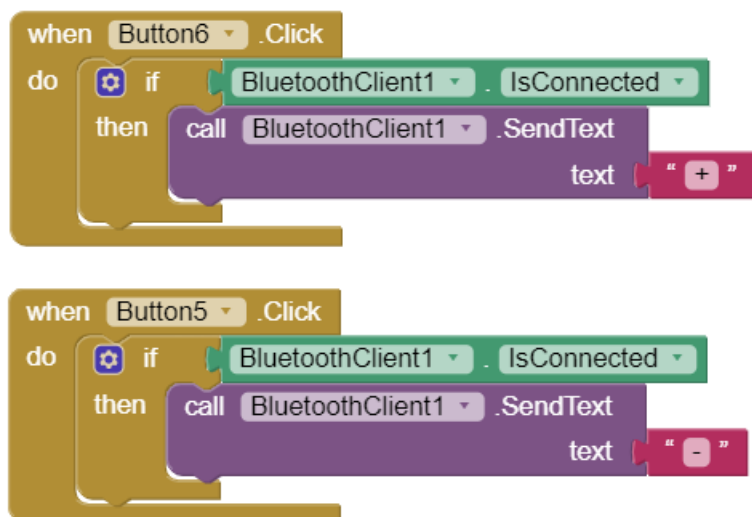 when Button6 .Click
do if BluetoothClient1 . IsConnected
then call BluetoothClient1 .SendText
text “ + ”
when Button5 .Click
do if BluetoothClient1 . IsConnected
then call BluetoothClient1 .SendText
text “ - ”